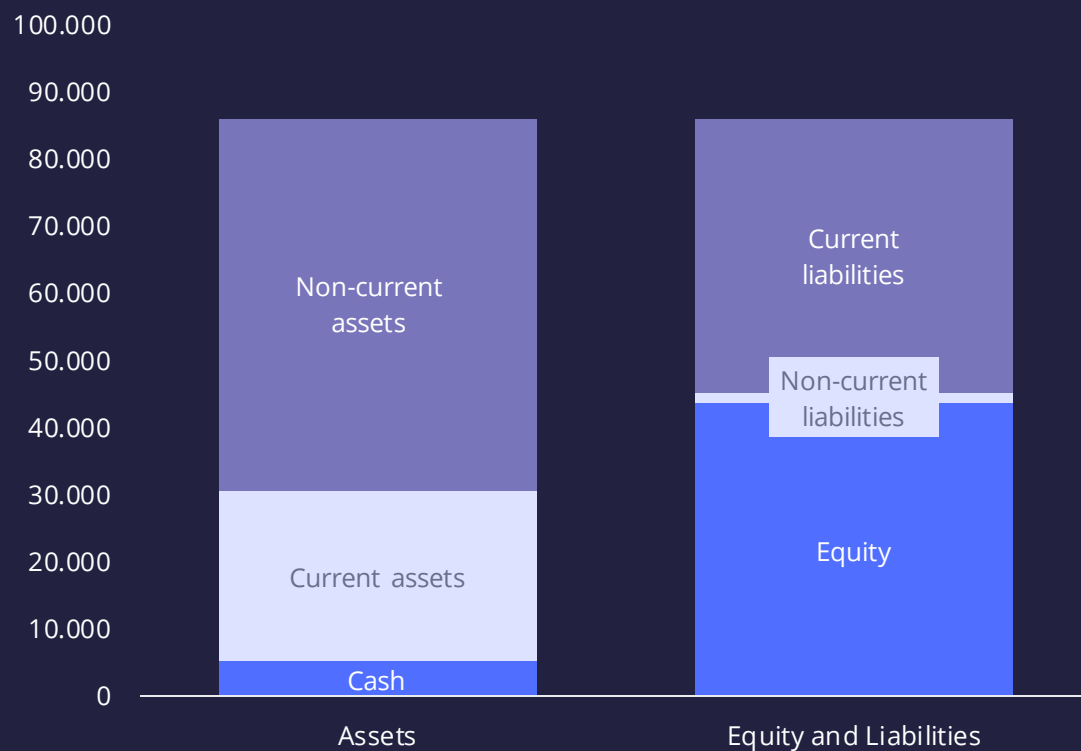 100.000
90.000
80.000
70.000
60.000
50.000
40.000
30.000
20.000
10.000
0
Non-current
assets
Current assets
Cash
Current
liabilities
Non-current
liabilities
Equity
Assets
Equity and Liabilities